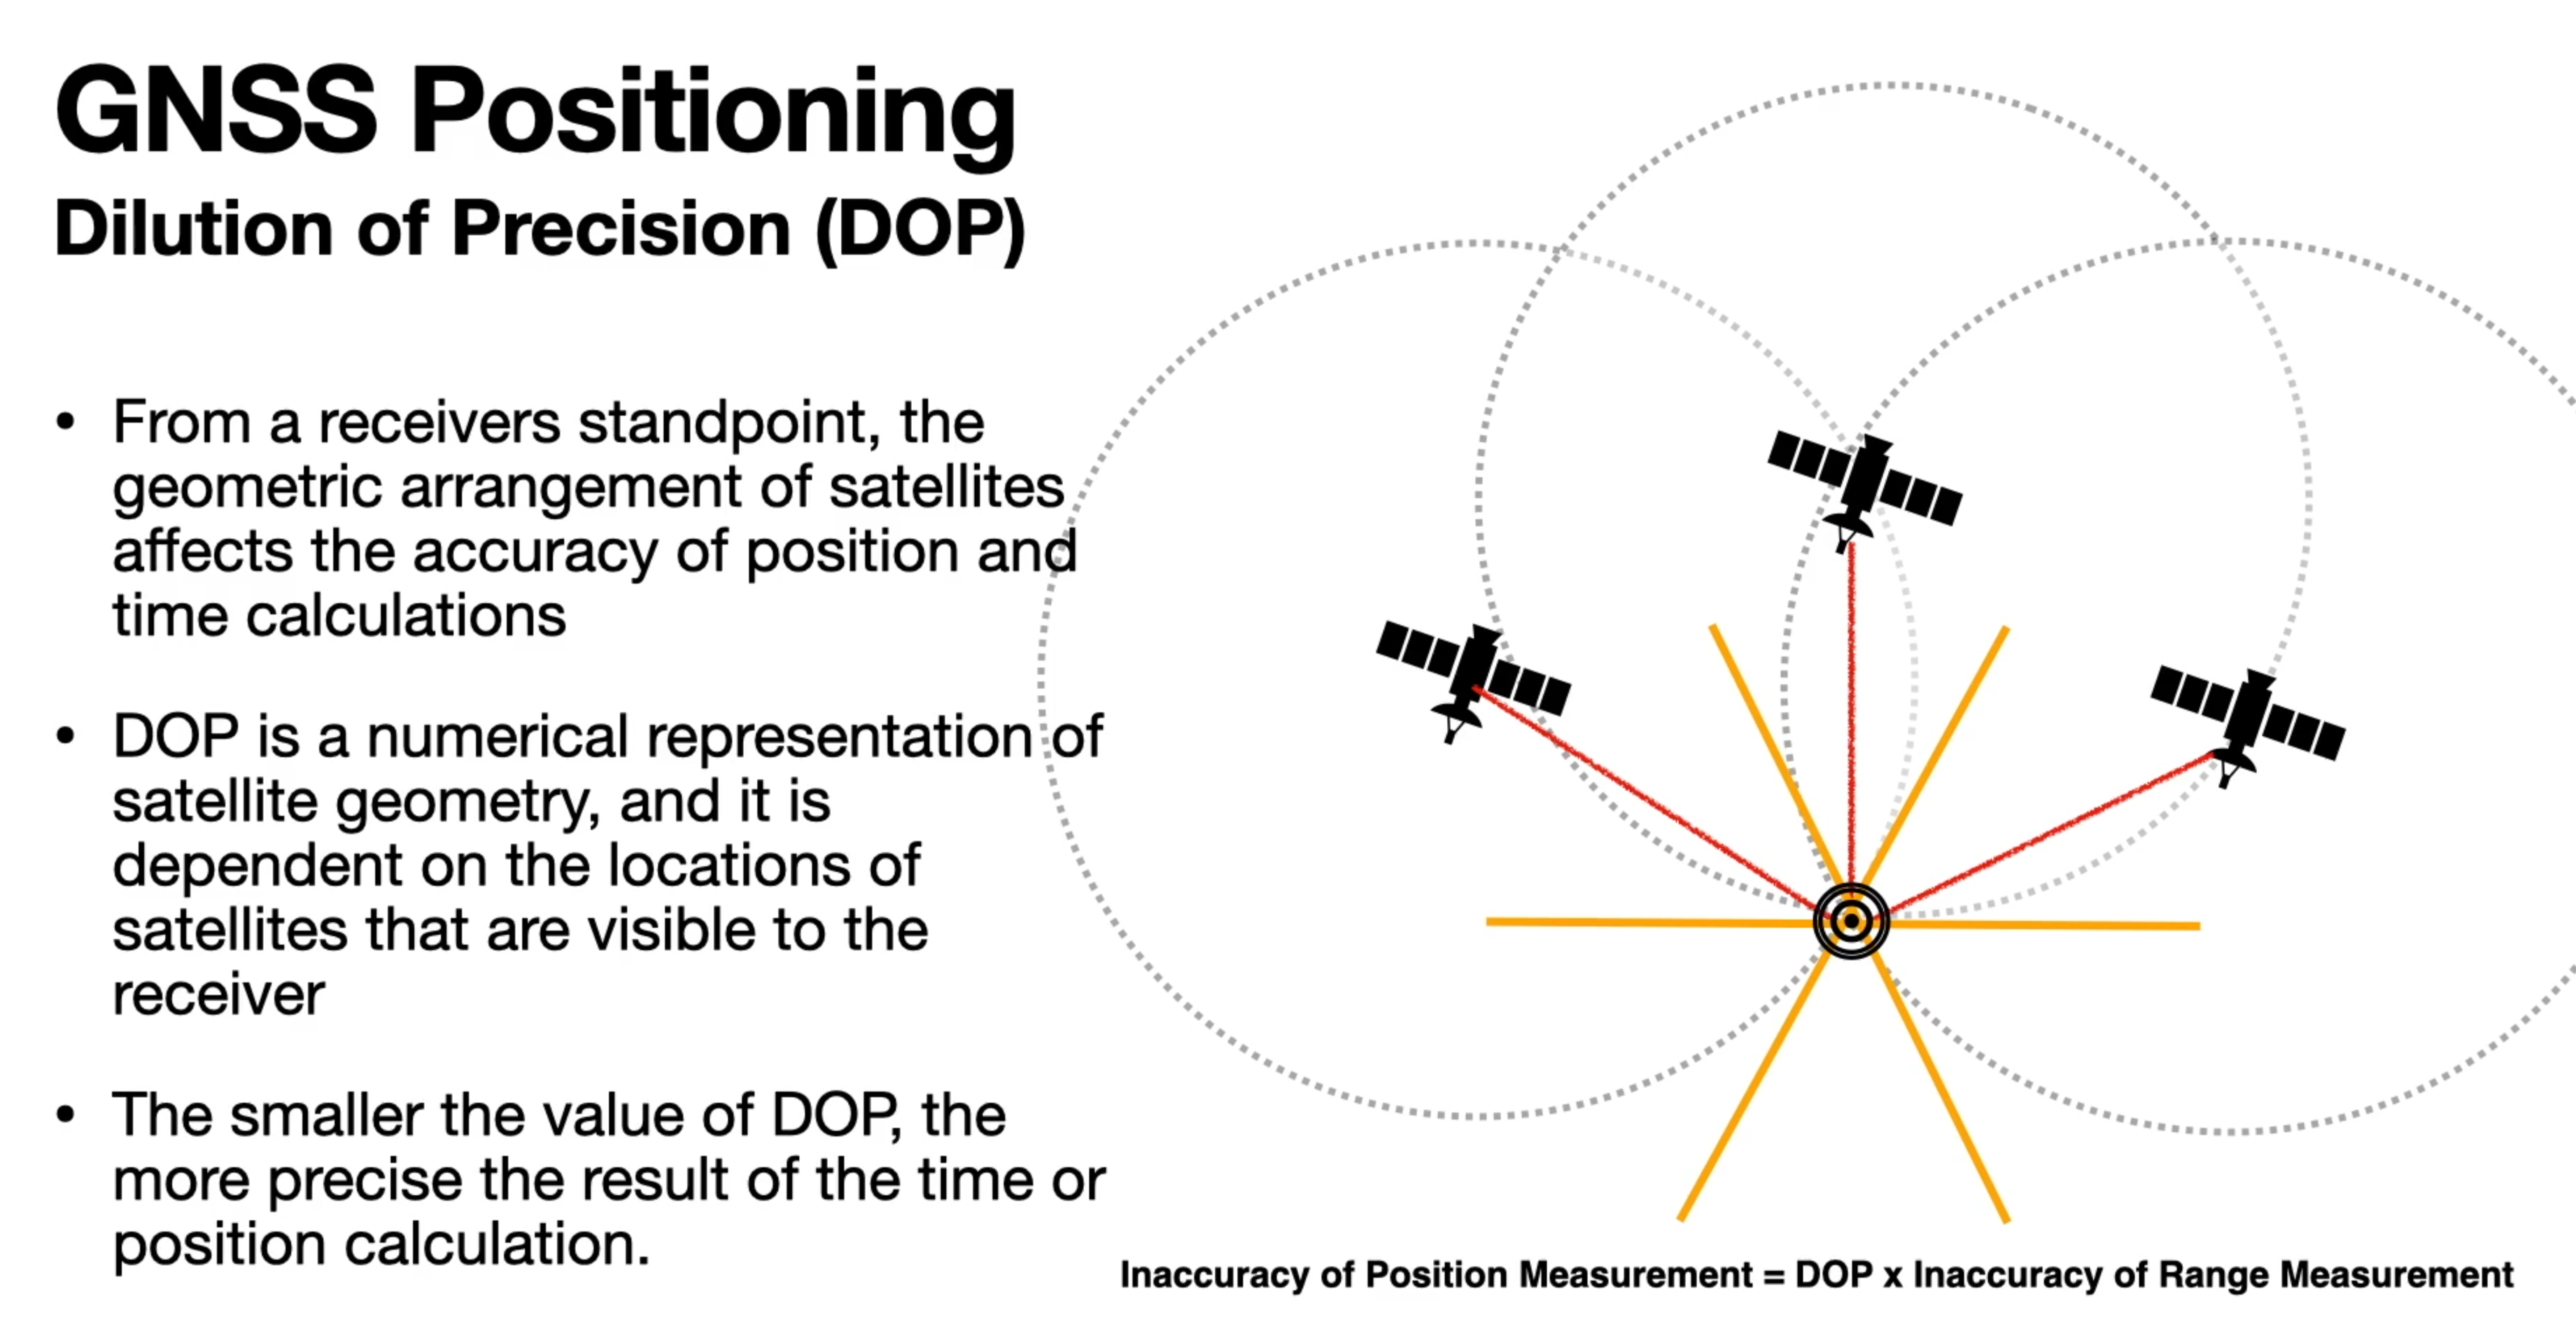 GNSS Positioning
Dilution of Precision (DOP)
• From a receivers standpoint, the
geometric arrangement of satellites
affects the accuracy of position and
time calculations
• DOP is a numerical representation of
satellite geometry, and it is
dependent on the locations of
satellites that are visible to the
receiver
• The smaller the value of DOP, the
more precise the result of the time or
position calculation.
Inaccuracy of Position Measurement = DOP x Inaccuracy of Range Measurement